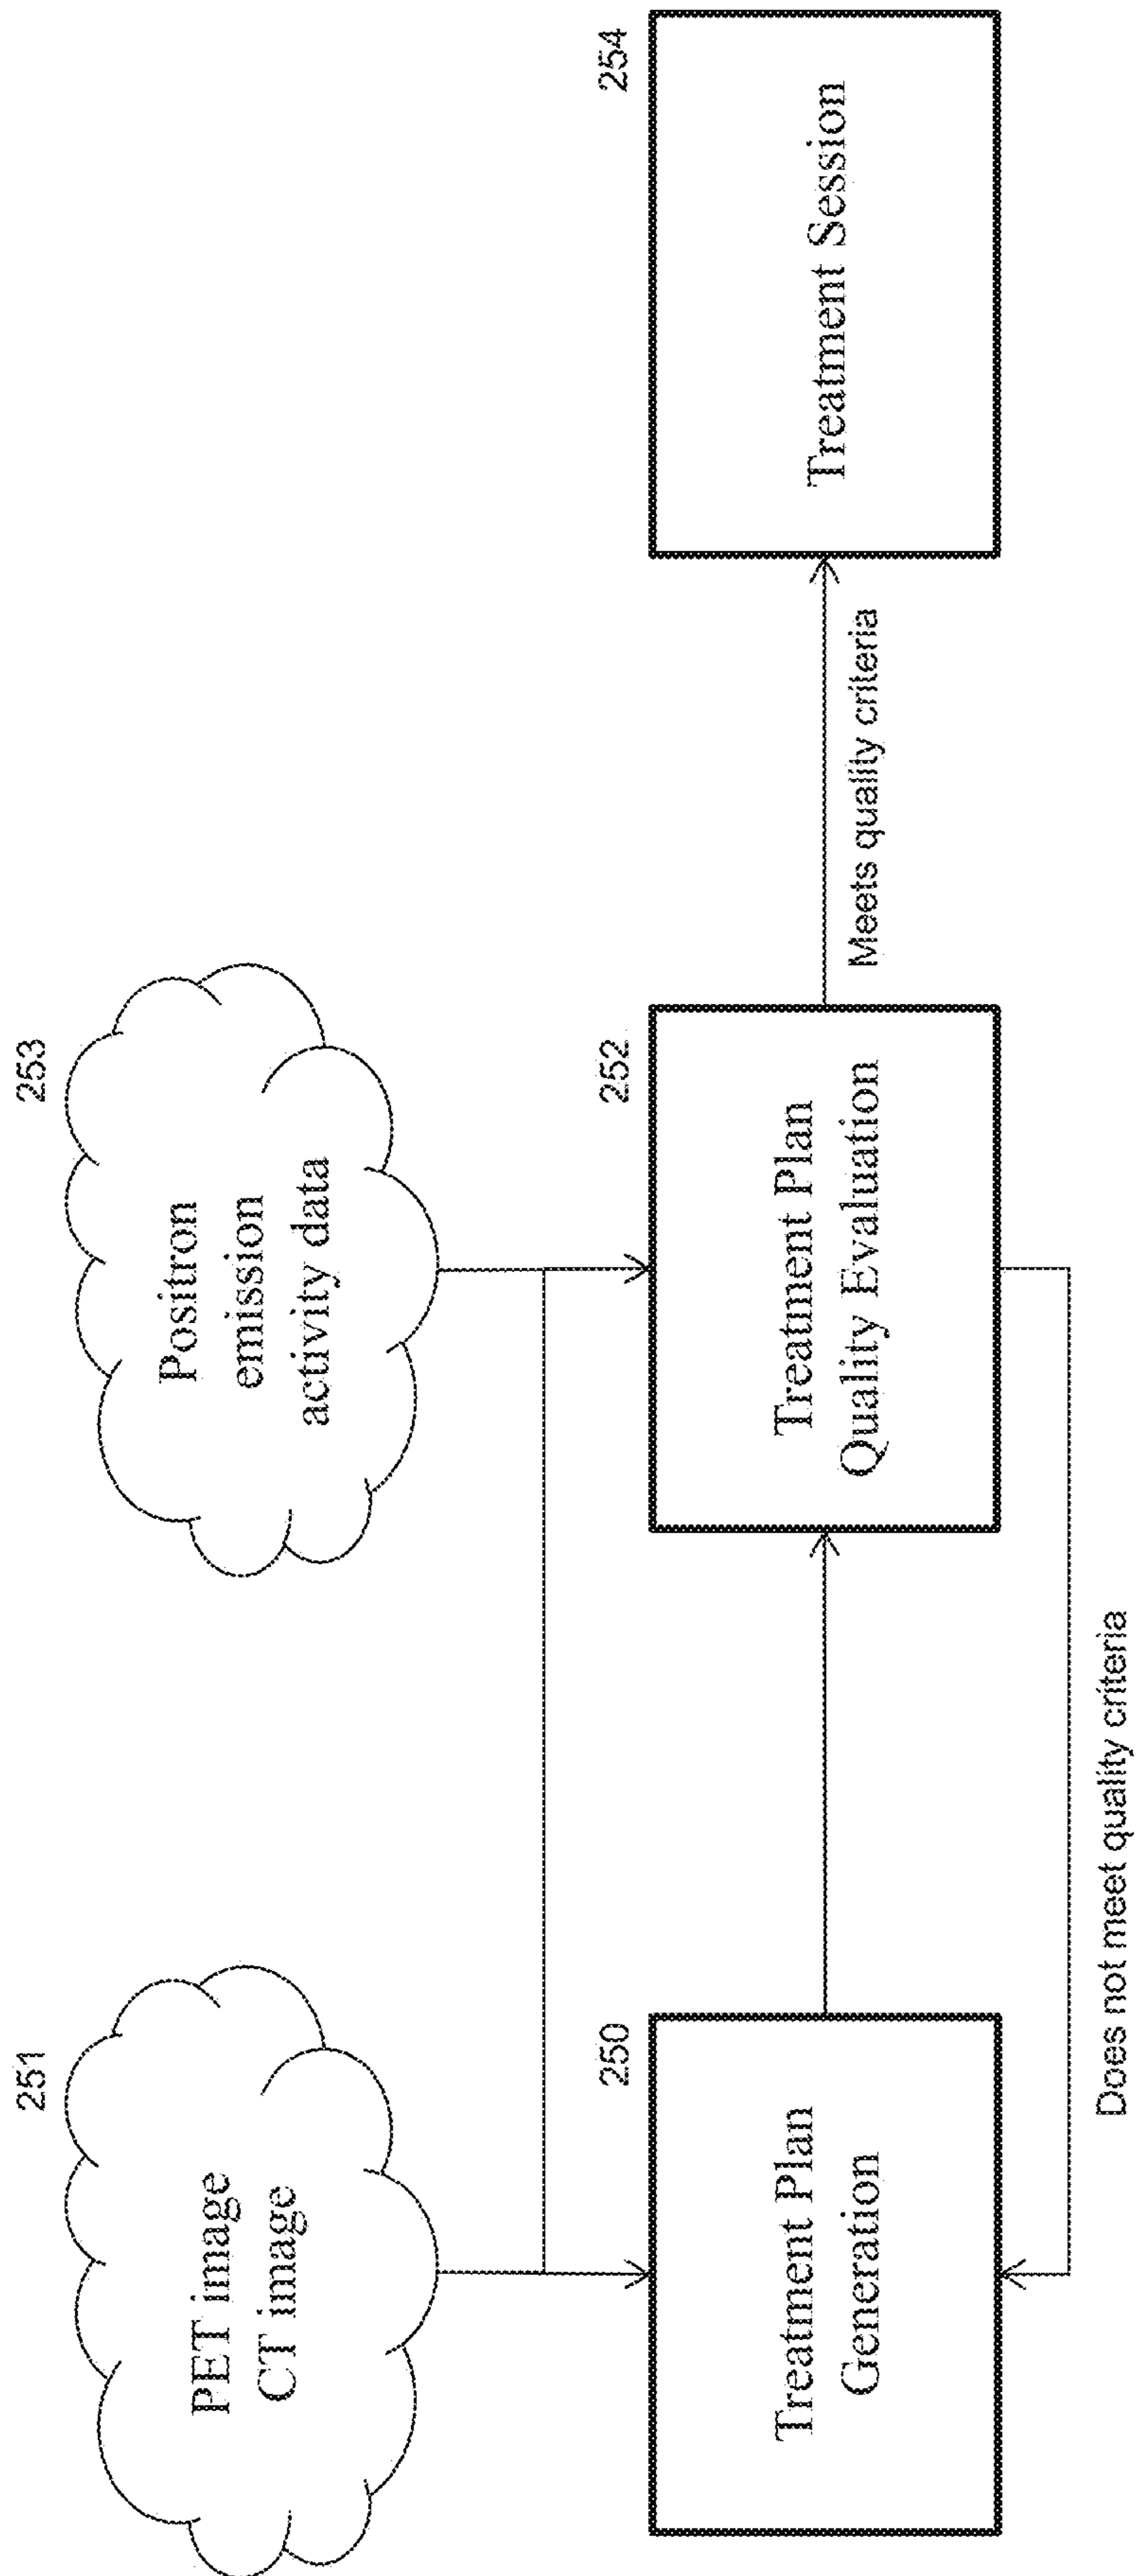 251
PET image
CT image
253
Positron
emission
activity data
250
Treatment Plan
Generation
252
Treatment Plan
Quality Evaluation
254
Treatment Session
Meets quality criteria
Does not meet quality criteria